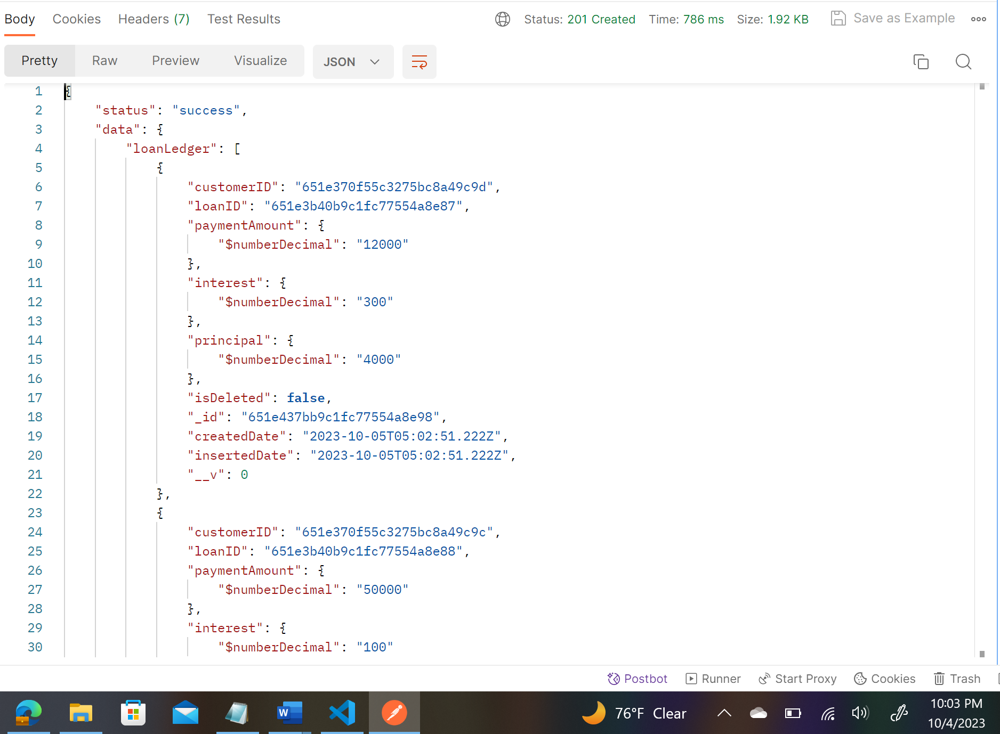 Body Cookies Headers (7) Test Results Status: 201 Created Time: 786 ms Size: 1.92 KB Save as Example
Pretty Raw Preview Visualize JSON
1 {
2 "status": "success",
3 "data": {
4 "loanLedger": [
5 {
6 "customerID": "651e370f55c3275bc8a49c9d",
7 "loanID": "651e3b40b9c1fc77554a8e87",
8 "paymentAmount": {
9 "$numberDecimal": "12000"
10 },
11 "interest": {
12 "$numberDecimal": "300"
13 },
14 "principal": {
15 "$numberDecimal": "4000"
16 },
17 "isDeleted": false,
18 "_id": "651e437bb9c1fc77554a8e98",
19 "createdDate": "2023-10-05T05:02:51.222Z",
20 "insertedDate": "2023-10-05T05:02:51.222Z",
21 "__v": 0
22 },
23 {
24 "customerID": "651e370f55c3275bc8a49c9c",
25 "loanID": "651e3b40b9c1fc77554a8e88",
26 "paymentAmount": {
27 "$numberDecimal": "50000"
28 },
29 "interest": {
30 "$numberDecimal": "100"
Postbot Runner Start Proxy Cookies Trash
W 76°F Clear 10:03 PM
10/4/2023